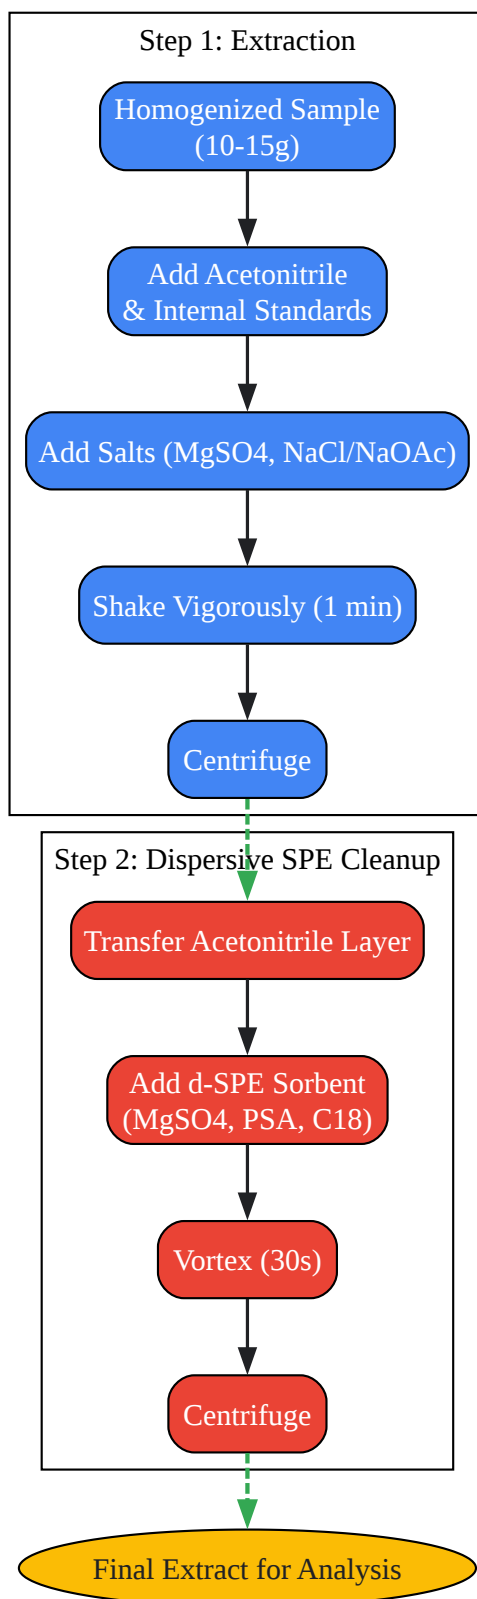 Step 1: Extraction
Homogenized Sample
(10-15g)
Add Acetonitrile
& Internal Standards
Add Salts (MgSO4, NaCl/NaOAc)
Shake Vigorously (1 min)
Centrifuge
Step 2: Dispersive SPE Cleanup
Transfer Acetonitrile Layer
Add d-SPE Sorbent
(MgSO4, PSA, C18)
Vortex (30s)
Centrifuge
Final Extract for Analysis